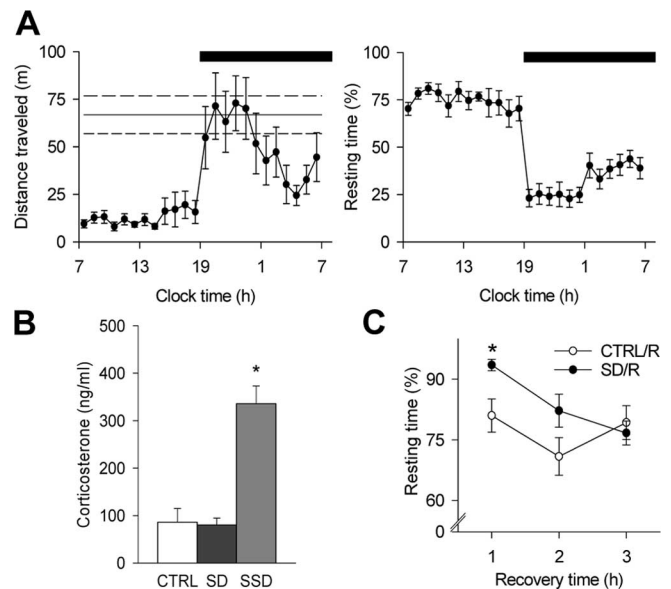 A
Distance traveled (m)
100
75
50
25
0
7 13 19 1 7
Clock time (h)
Resting time (%)
100
75
50
25
0
7 13 19 1 7
Clock time (h)
B
Corticosterone (ng/ml)
500
400
300
200
100
0
*
CTRL SD SSD
C
Resting time (%)
90
75
60
0
*
CTRL/R
SD/R
1 2 3
Recovery time (h)